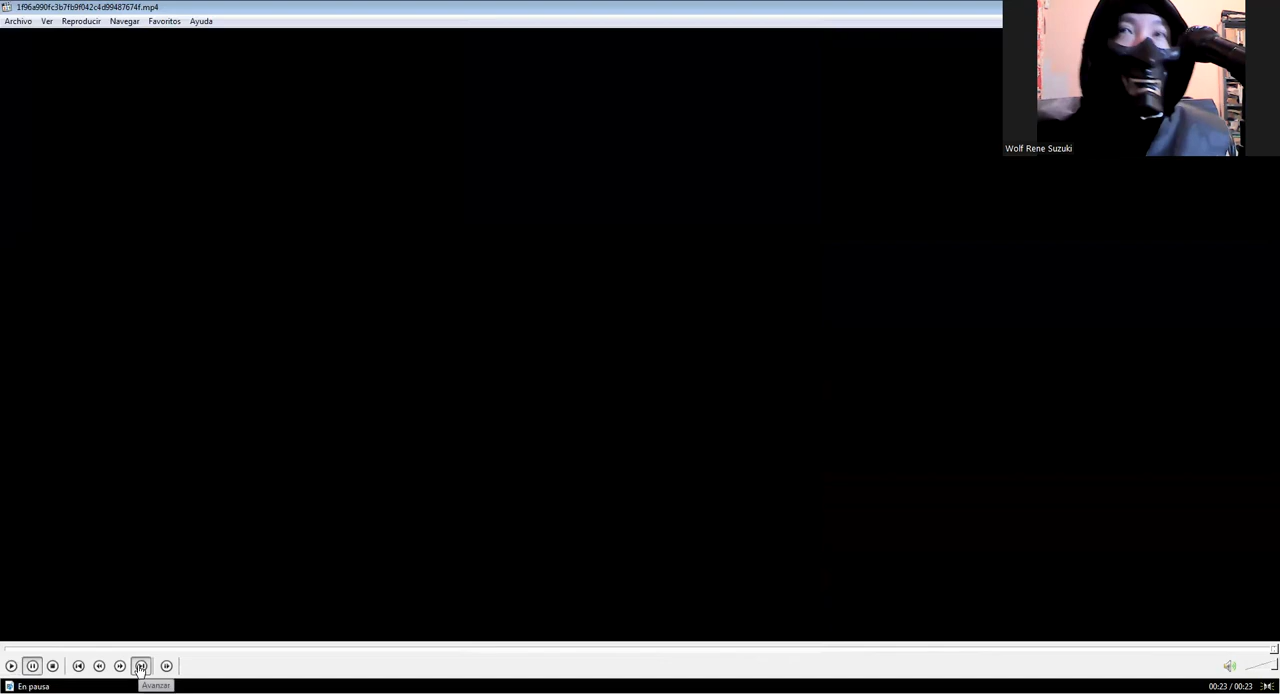 1f96a990fc3b7fb9f042c4d99487674f.mp4
Archivo Ver Reproducir Navegar Favoritos Ayuda
Wolf Rene Suzuki
Avanzar
En pausa
00:23 / 00:23